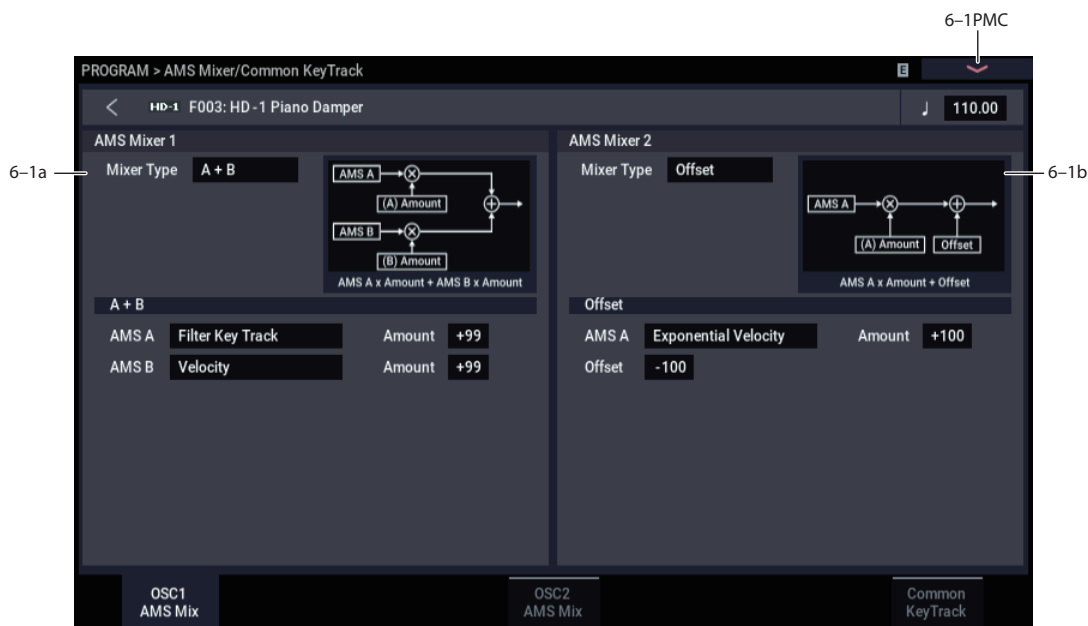 6–1PMC
PROGRAM > AMS Mixer/Common KeyTrack
E
HD-1 F003: HD -1 Piano Damper
♩ 110.00
AMS Mixer 1
6–1a
Mixer Type A + B
AMS A
(A) Amount
AMS B
(B) Amount
AMS A x Amount + AMS B x Amount
A + B
AMS A Filter Key Track Amount +99
AMS B Velocity Amount +99
AMS Mixer 2
6–1b
Mixer Type Offset
AMS A
(A) Amount Offset
AMS A x Amount + Offset
Offset
AMS A Exponential Velocity Amount +100
Offset -100
OSC1
AMS Mix
OSC2
AMS Mix
Common
KeyTrack